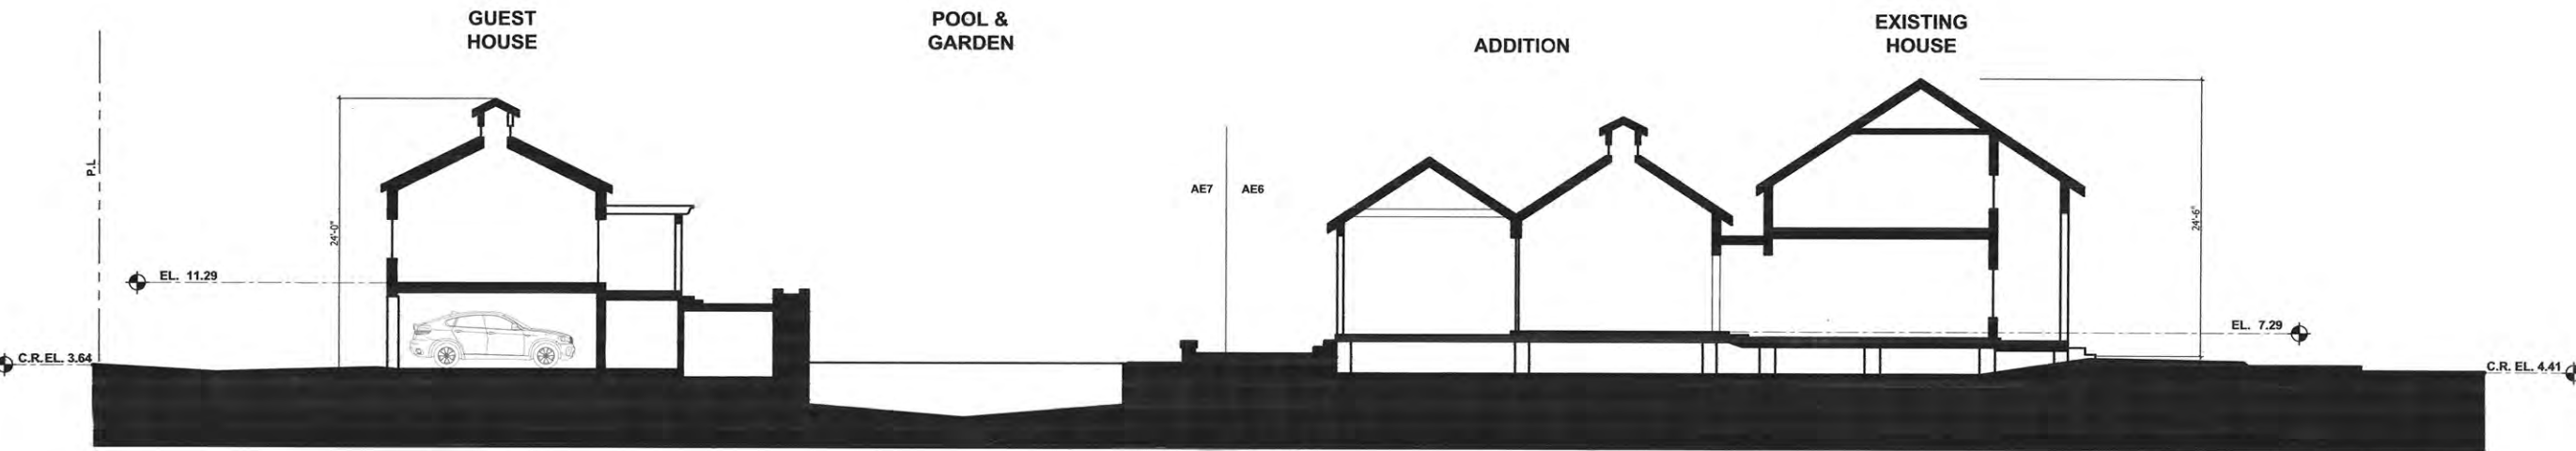 GUEST
HOUSE
POOL &
GARDEN
ADDITION
EXISTING
HOUSE
P.L
24'-0"
AE7
AE6
24'-6"
EL. 11.29
EL. 7.29
C.R. EL. 3.64
C.R. EL. 4.41